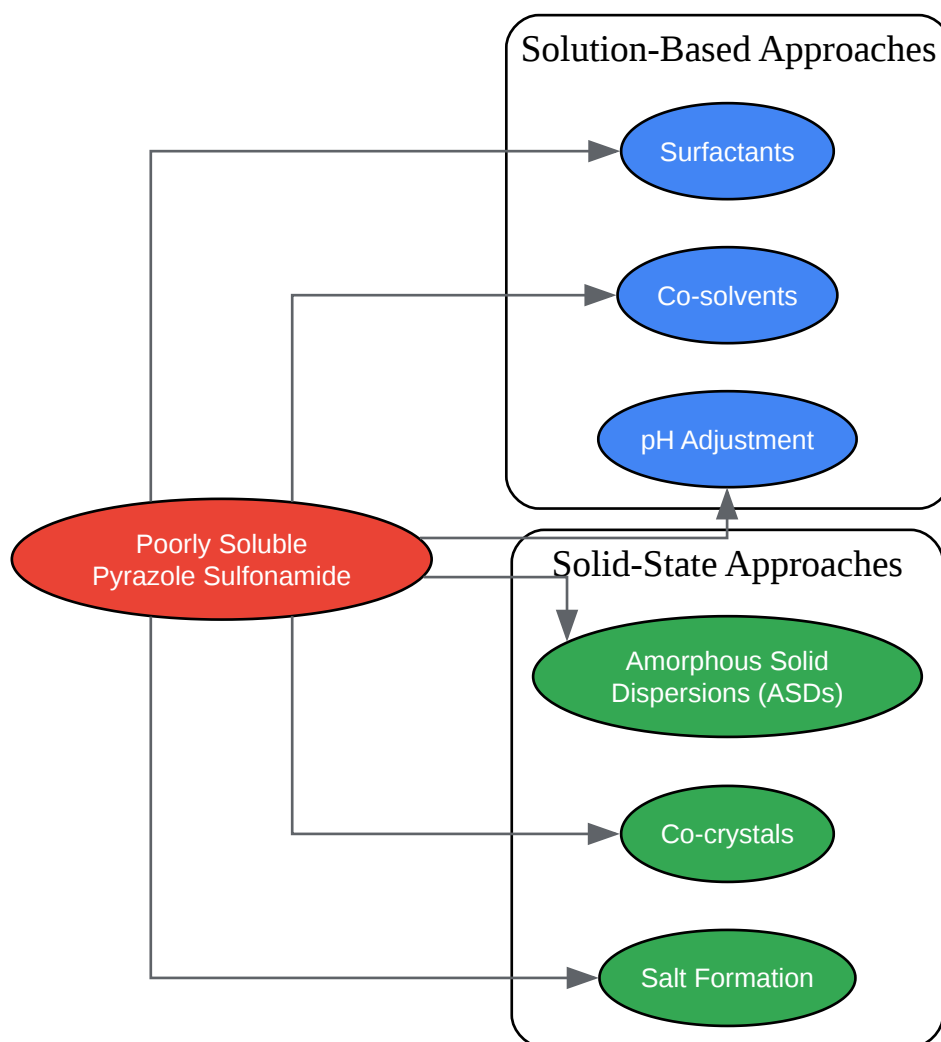 Solution-Based Approaches
Surfactants
Co-solvents
pH Adjustment
Poorly Soluble
Pyrazole Sulfonamide
Solid-State Approaches
Amorphous Solid
Dispersions (ASDs)
Co-crystals
Salt Formation